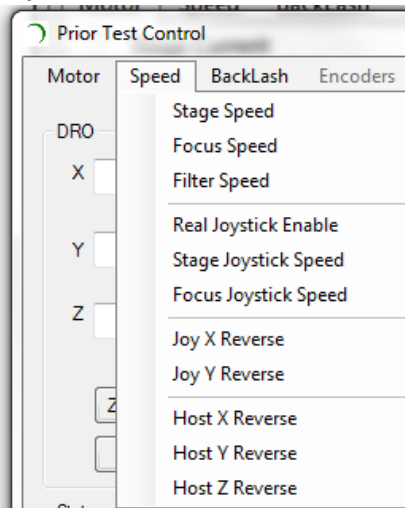 Prior Test Control
Motor Speed BackLash Encoders
DRO
X
Y
Z
Z
Stage Speed
Focus Speed
Filter Speed
Real Joystick Enable
Stage Joystick Speed
Focus Joystick Speed
Joy X Reverse
Joy Y Reverse
Host X Reverse
Host Y Reverse
Host Z Reverse